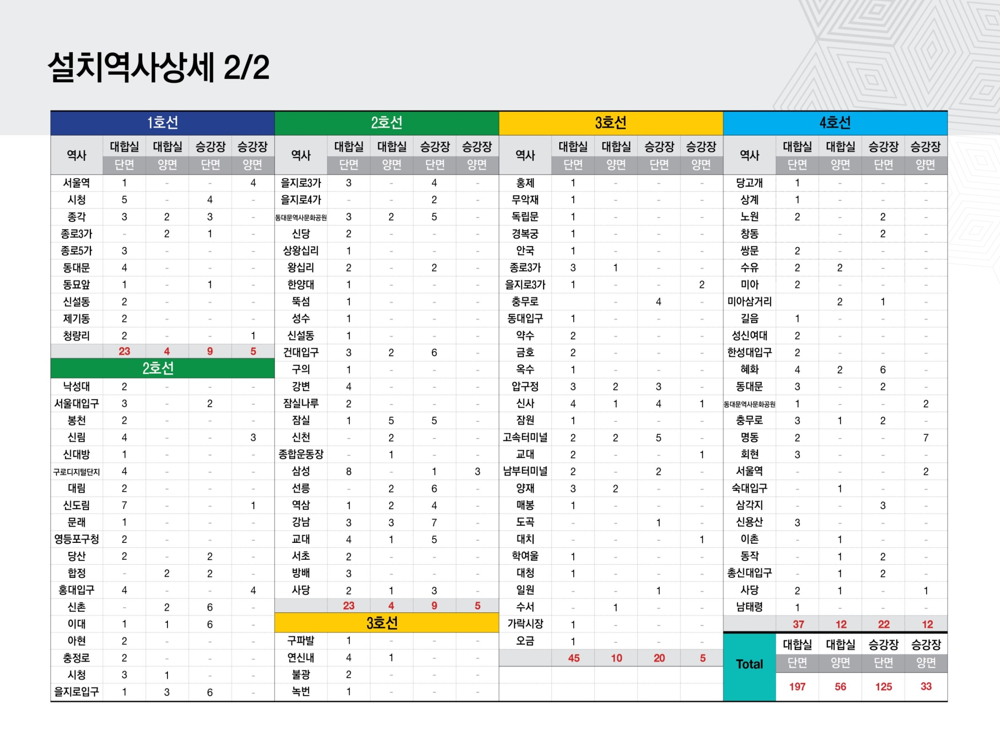 설치역사상세 2/2
1호선
역사 대합실 대합실 승강장 승강장
단면 양면 단면 양면
서울역 1 - - 4
시청 5 - 4 -
종각 3 2 3 -
종로3가 - 2 1 -
종로5가 3 - - -
동대문 4 - - -
동묘앞 1 - 1 -
신설동 2 - - -
제기동 2 - - -
청량리 2 - - 1
23 4 9 5
2호선
낙성대 2 - - -
서울대입구 3 - 2 -
봉천 2 - - -
신림 4 - - 3
신대방 1 - - -
구로디지털단지 4 - - -
대림 2 - - -
신도림 7 - - 1
문래 1 - - -
영등포구청 2 - - -
당산 2 - 2 -
합정 - 2 2 -
홍대입구 4 - - 4
신촌 - 2 6 -
이대 1 1 6 -
아현 2 - - -
충정로 2 - - -
시청 3 1 - -
을지로입구 1 3 6 -
2호선
역사 대합실 대합실 승강장 승강장
단면 양면 단면 양면
을지로3가 3 - 4 -
을지로4가 - - 2 -
동대문역사문화공원 3 2 5 -
신당 2 - - -
상왕십리 1 - - -
왕십리 2 - 2 -
한양대 1 - - -
뚝섬 1 - - -
성수 1 - - -
신설동 1 - - -
건대입구 3 2 6 -
구의 1 - - -
강변 4 - - -
잠실나루 2 - - -
잠실 1 5 5 -
신천 - 2 - -
종합운동장 - 1 - -
삼성 8 - 1 3
선릉 - 2 6 -
역삼 1 2 4 -
강남 3 3 7 -
교대 4 1 5 -
서초 2 - - -
방배 3 - - -
사당 2 1 3 -
23 4 9 5
3호선
구파발 1 - - -
연신내 4 1 - -
불광 2 - - -
녹번 1 - - -
3호선
역사 대합실 대합실 승강장 승강장
단면 양면 단면 양면
홍제 1 - - -
무악재 1 - - -
독립문 1 - - -
경복궁 1 - - -
안국 1 - - -
종로3가 3 1 - -
을지로3가 1 - - 2
충무로 - 4 -
동대입구 1 - - -
약수 2 - - -
금호 2 - - -
옥수 1 - - -
압구정 3 2 3 -
신사 4 1 4 1
잠원 1 - - -
고속터미널 2 2 5 -
교대 2 - - 1
남부터미널 2 - 2 -
양재 3 2 - -
매봉 1 - - -
도곡 - - 1 -
대치 - - - 1
학여울 1 - - -
대청 1 - - -
일원 - - 1 -
수서 - 1 - -
가락시장 1 - - -
오금 1 - - -
45 10 20 5
4호선
역사 대합실 대합실 승강장 승강장
단면 양면 단면 양면
당고개 1 - - -
상계 1 - - -
노원 2 - 2 -
창동 - 2 -
쌍문 2 - - -
수유 2 2 - -
미아 2 - - -
미아삼거리 2 1 -
길음 1 - - -
성신여대 2 - - -
한성대입구 2 - - -
혜화 4 2 6 -
동대문 3 - 2 -
동대문역사문화공원 1 - - 2
충무로 3 1 2 -
명동 2 - - 7
회현 3 - - -
서울역 - - - 2
숙대입구 - 1 - -
삼각지 - - 3 -
신용산 3 - - -
이촌 - 1 - -
동작 - 1 2 -
총신대입구 - 1 2 -
사당 2 1 - 1
남태령 1 - - -
37 12 22 12
Total 대합실 대합실 승강장 승강장
단면 양면 단면 양면
197 56 125 33